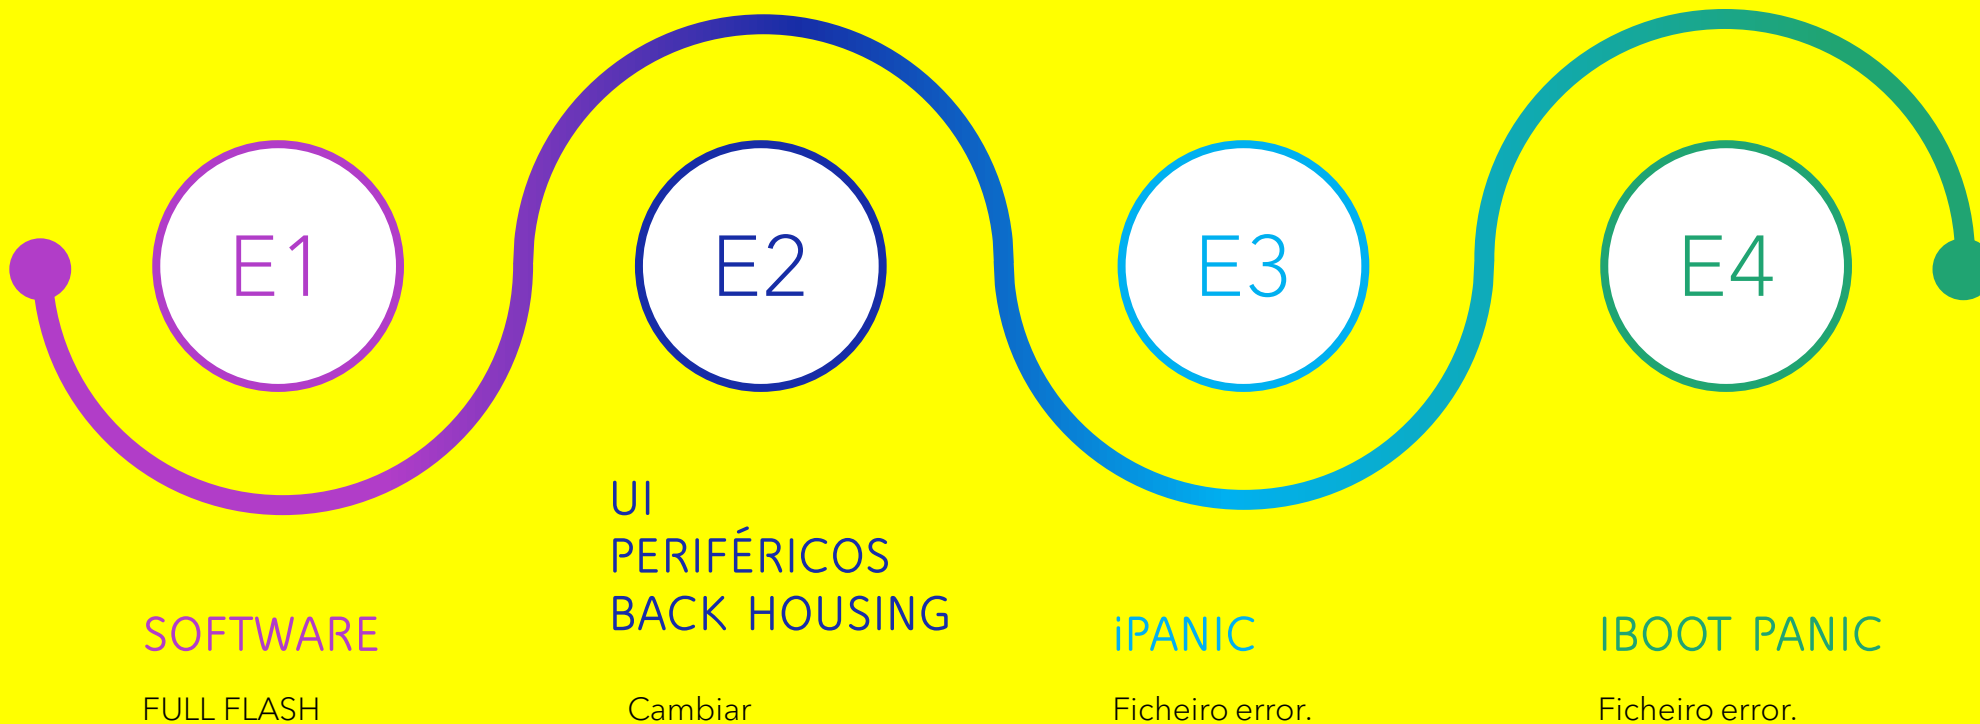 E1
E2
E3
E4
SOFTWARE
FULL FLASH
UI
PERIFÉRICOS
BACK HOUSING
Cambiar
iPANIC
Ficheiro error.
IBOOT PANIC
Ficheiro error.